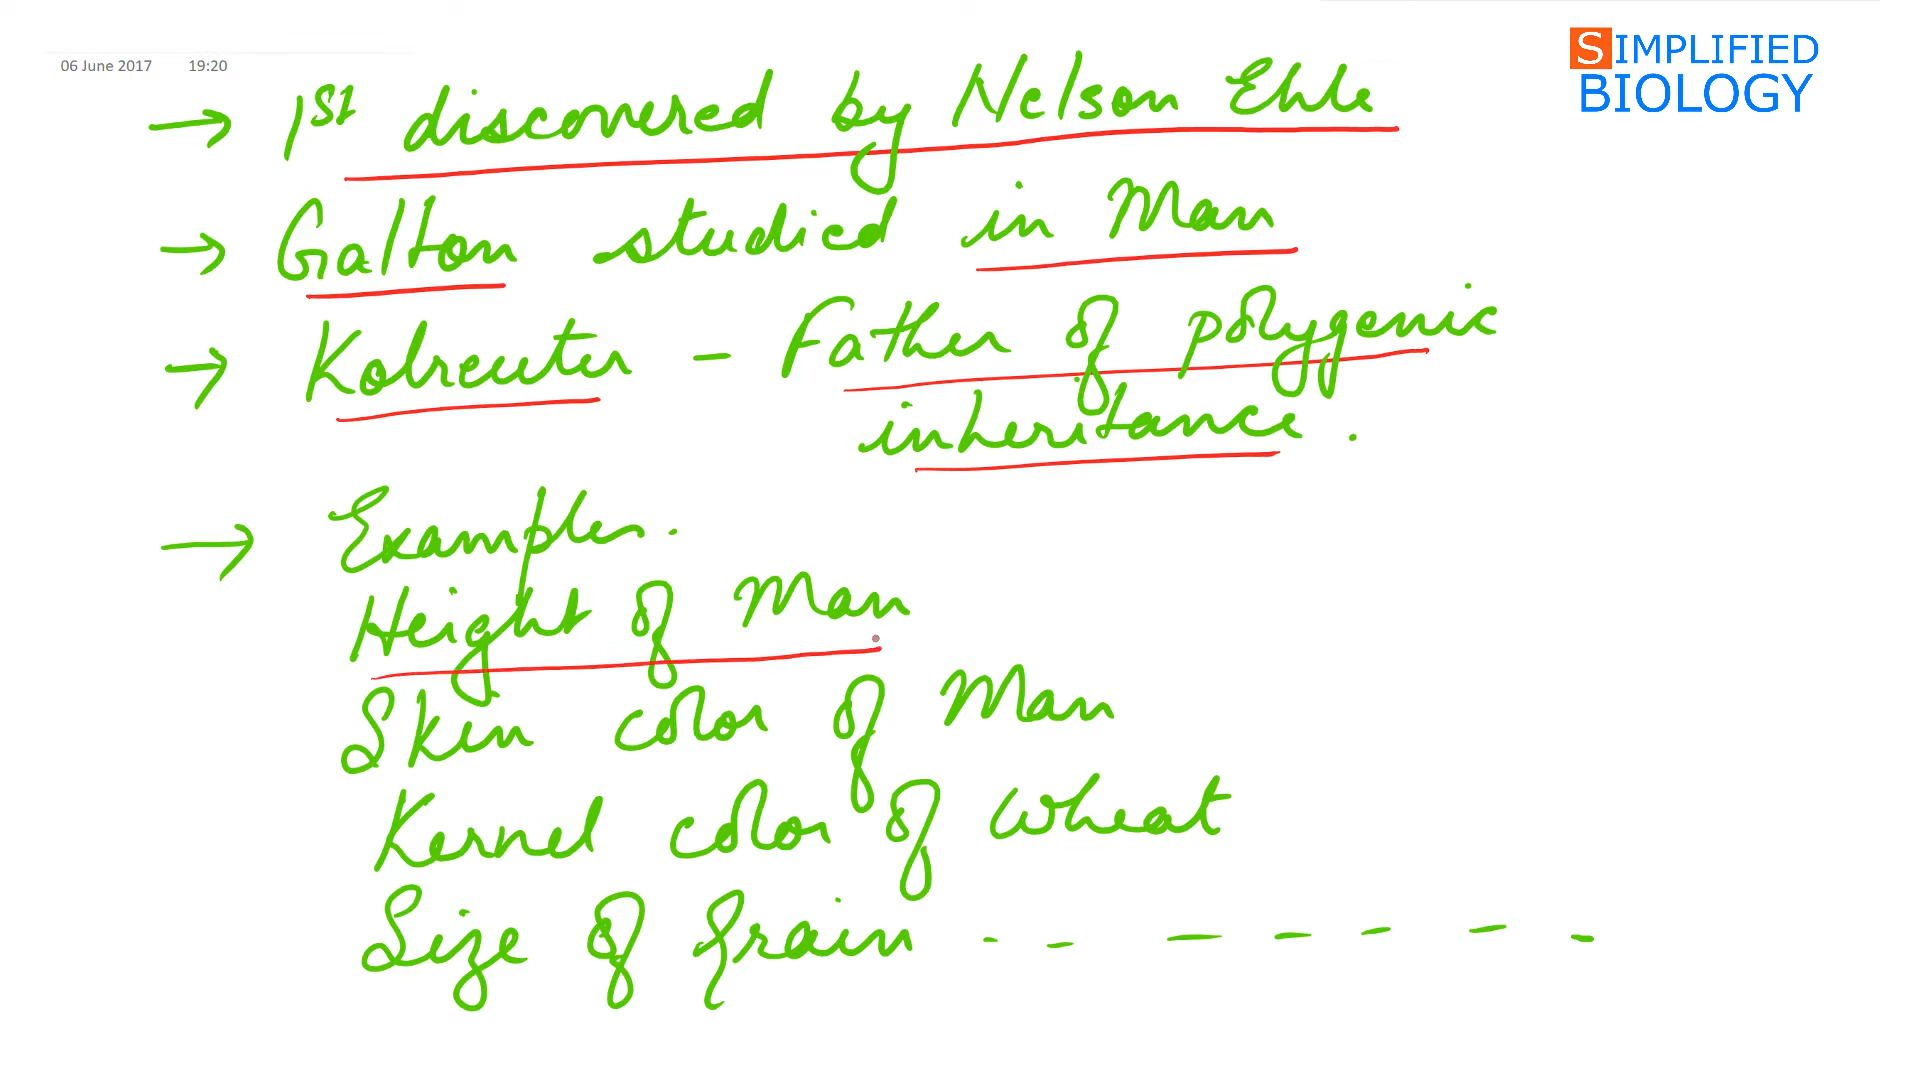 06 June 2017 19:20
SIMPLIFIED
BIOLOGY
→ 1st discovered by Nelson Ehle
→ Galton studied in Man
→ Kolreuter - Father of polygenic
inheritance.
→ Examples.
Height of Man
Skin color of Man
Kernel color of wheat
Size of grain - - - - - - -